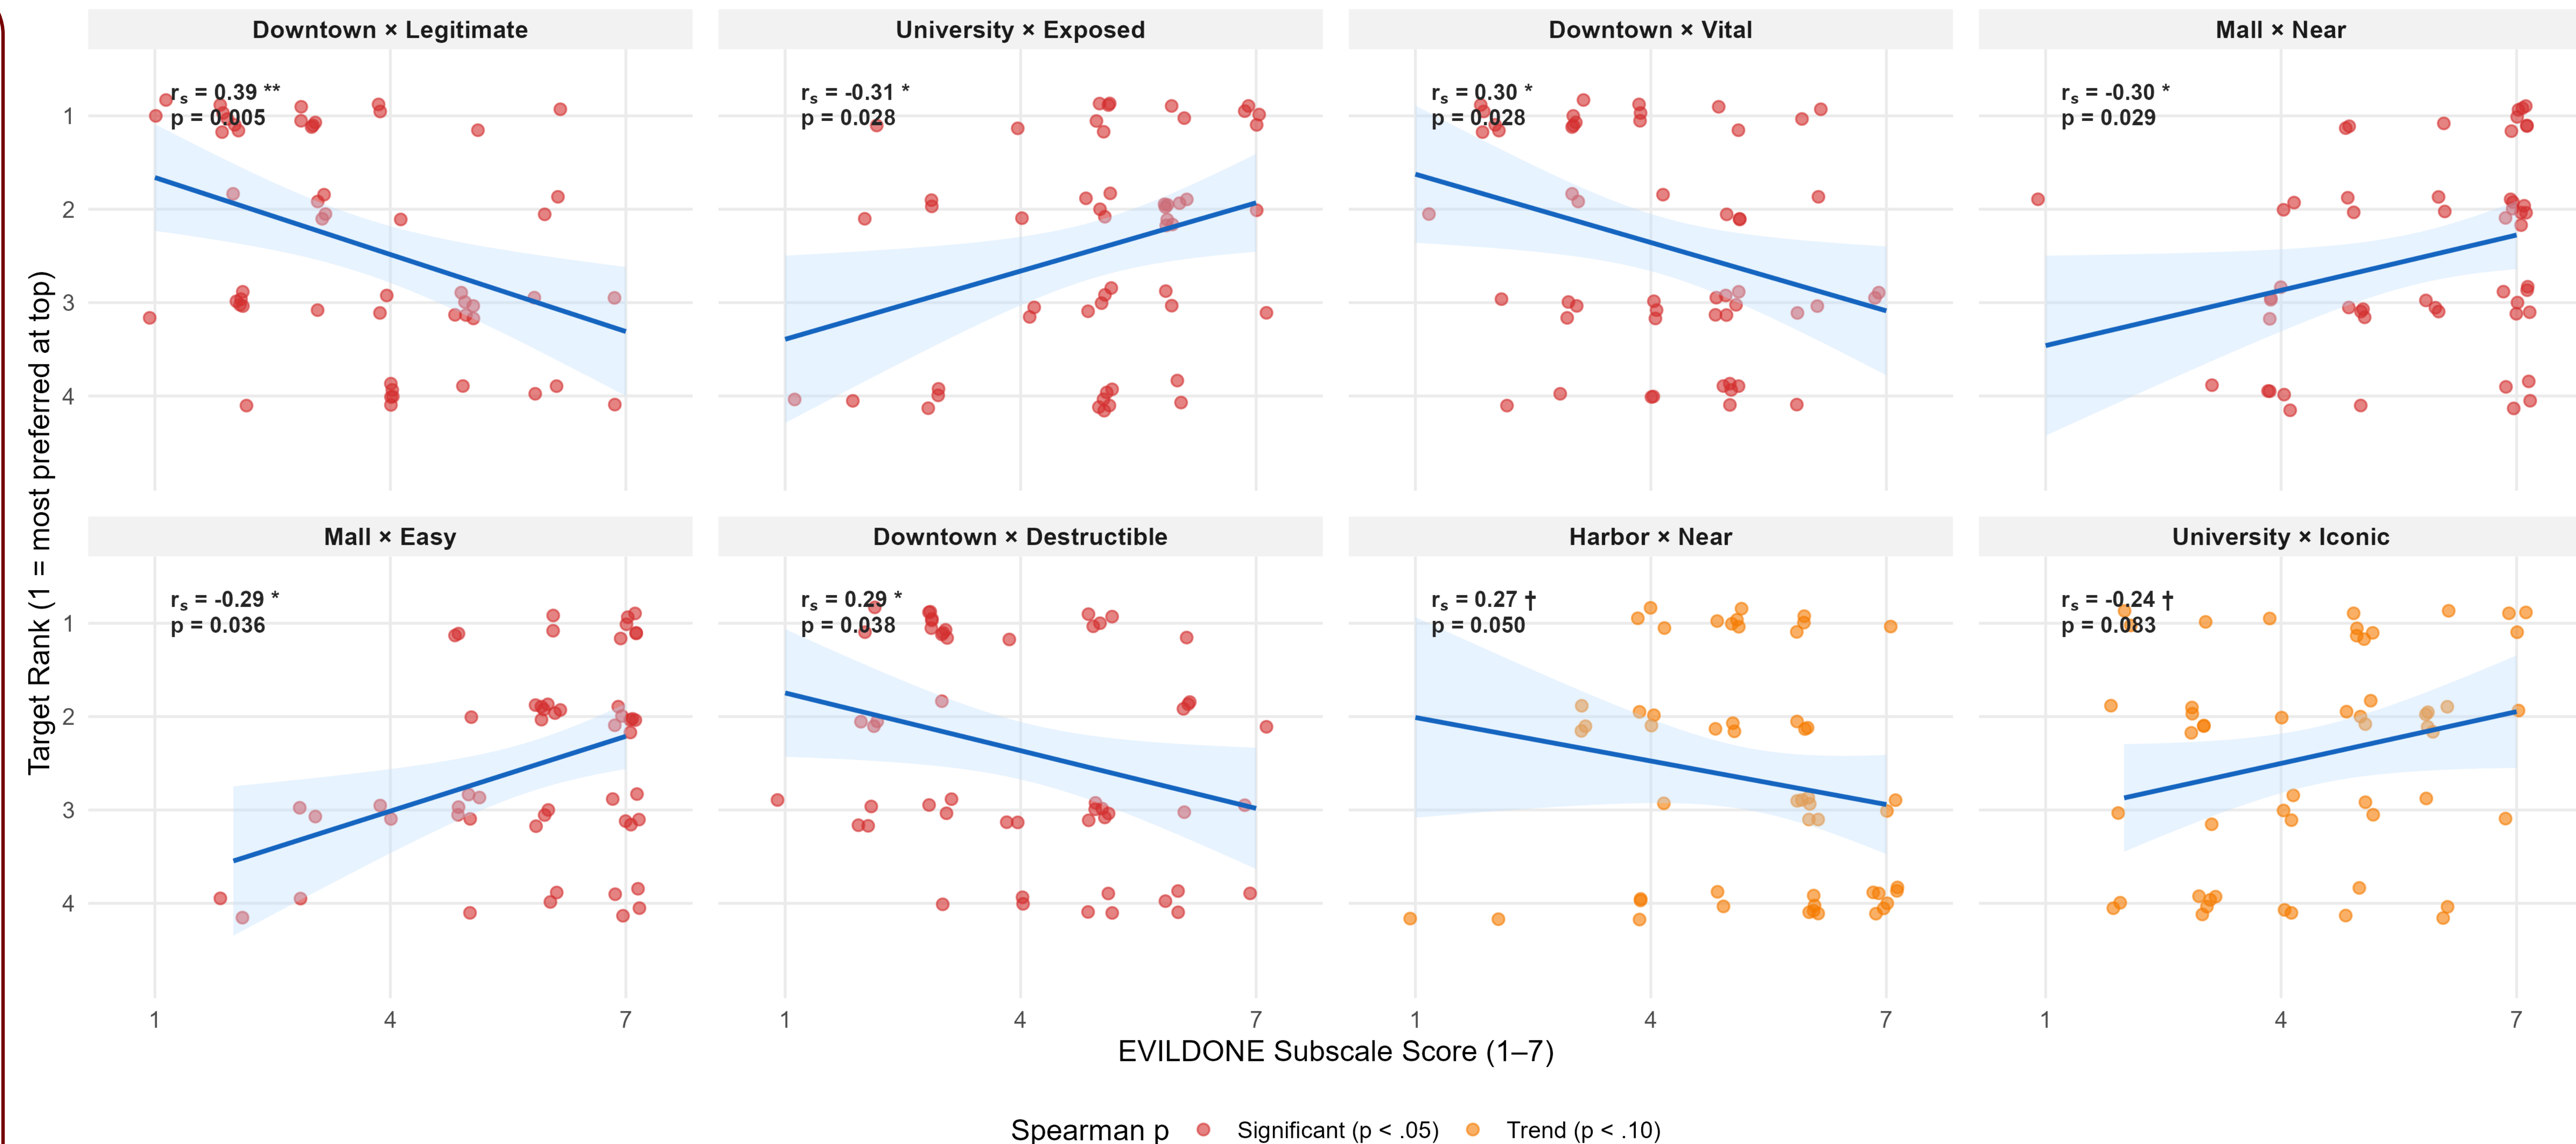 Downtown × Legitimate
University × Exposed
Downtown × Vital
Mall × Near
rₛ = 0.39 **
p = 0.005
rₛ = -0.31 *
p = 0.028
rₛ = 0.30 *
p = 0.028
rₛ = -0.30 *
p = 0.029
1
2
3
4
Target Rank (1 = most preferred at top)
Mall × Easy
Downtown × Destructible
Harbor × Near
University × Iconic
rₛ = -0.29 *
p = 0.036
rₛ = 0.29 *
p = 0.038
rₛ = 0.27 †
p = 0.050
rₛ = -0.24 †
p = 0.083
1
2
3
4
1 4 7 1 4 7 1 4 7 1 4 7
EVILDONE Subscale Score (1–7)
Spearman p Significant (p < .05) Trend (p < .10)